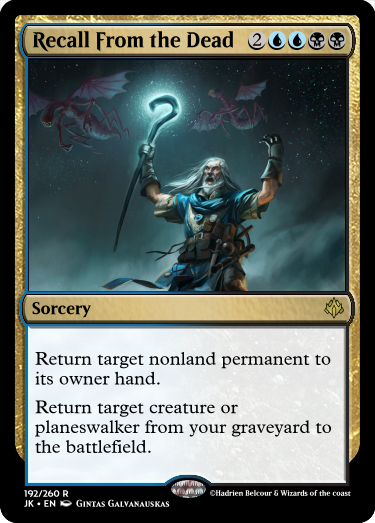 Recall From the Dead 2
Sorcery
Return target nonland permanent to
its owner hand.
Return target creature or
planeswalker from your graveyard to
the battlefield.
192/260 R
JK • EN Gintas Galvanauskas
©Hadrien Belcour & Wizards of the coast